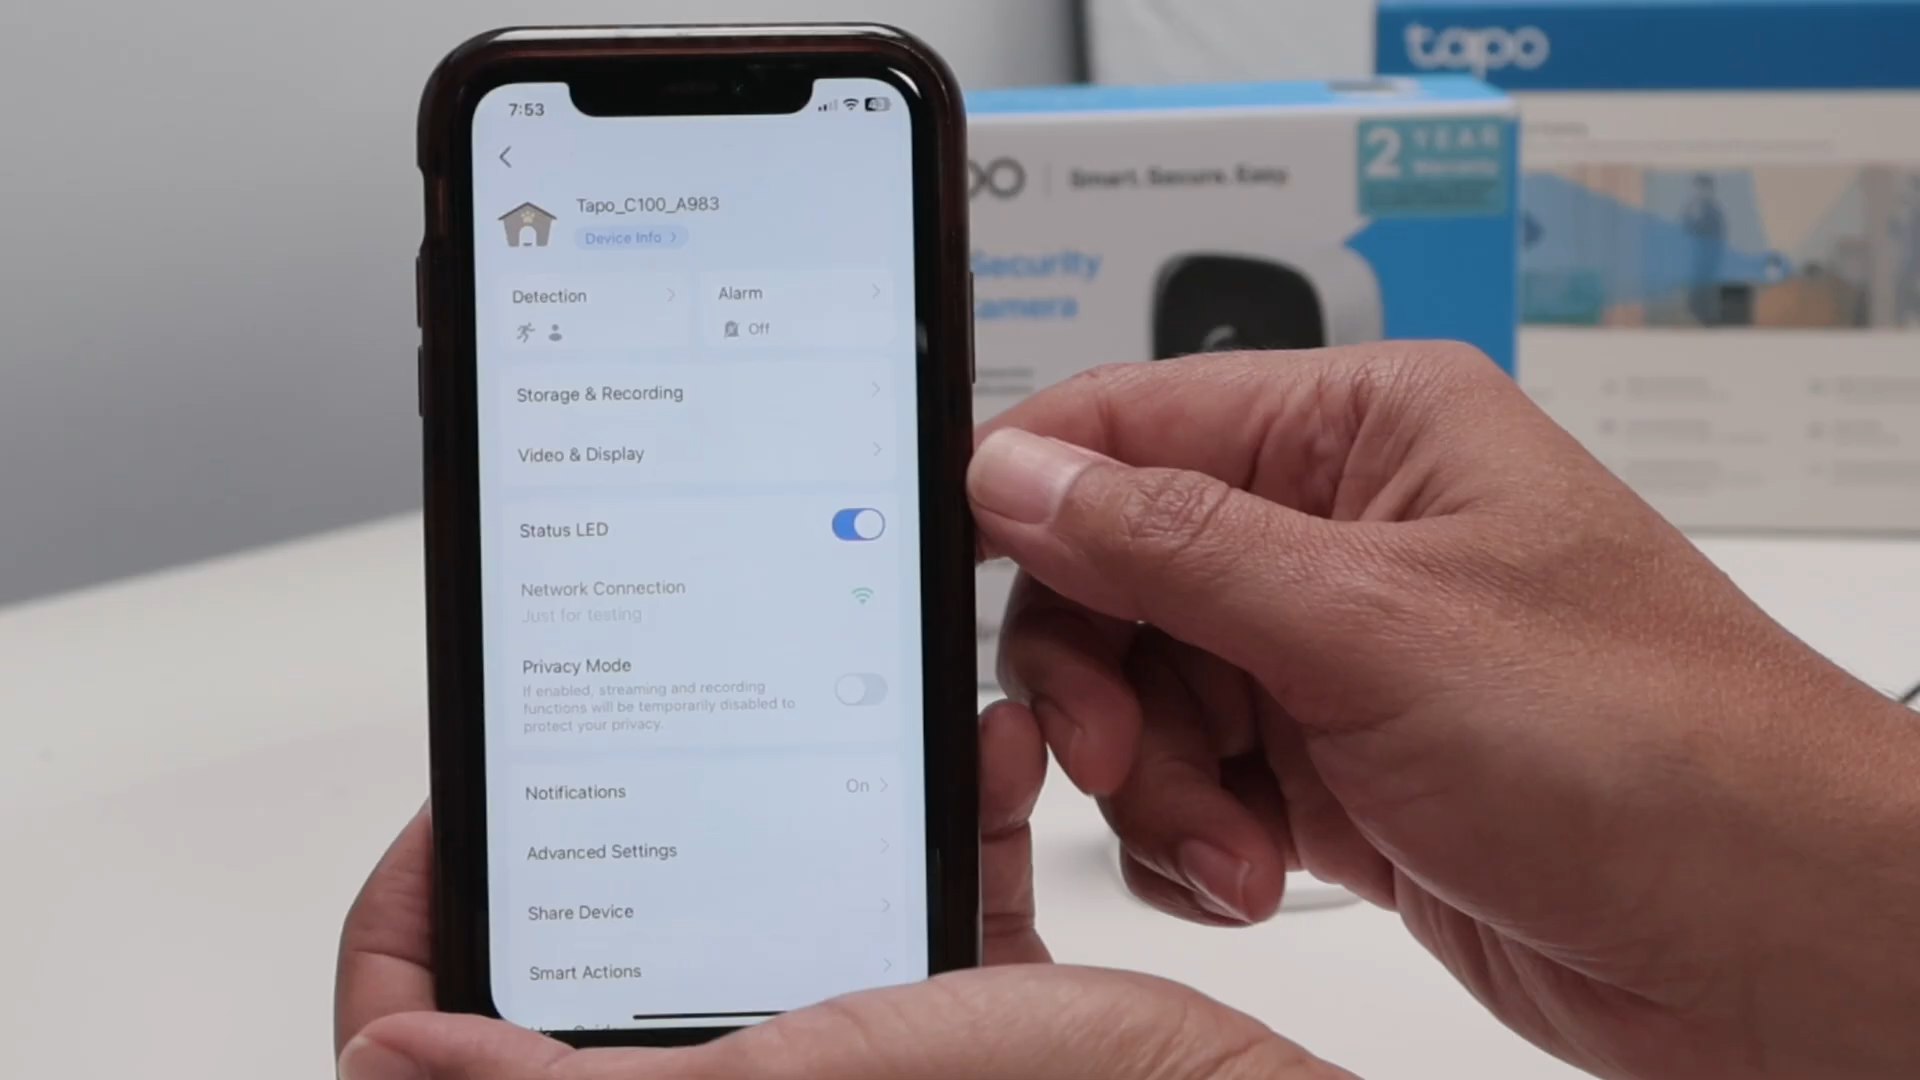 7:53
Tapo_C100_A983
Device Info
Detection
Alarm
Off
Storage & Recording
Video & Display
Status LED
Network Connection
Just for testing
Privacy Mode
If enabled, streaming and recording
functions will be temporarily disabled to
protect your privacy.
Notifications
On
Advanced Settings
Share Device
Smart Actions
tapo
Smart. Secure. Easy
2 YEAR
Warranty
Security